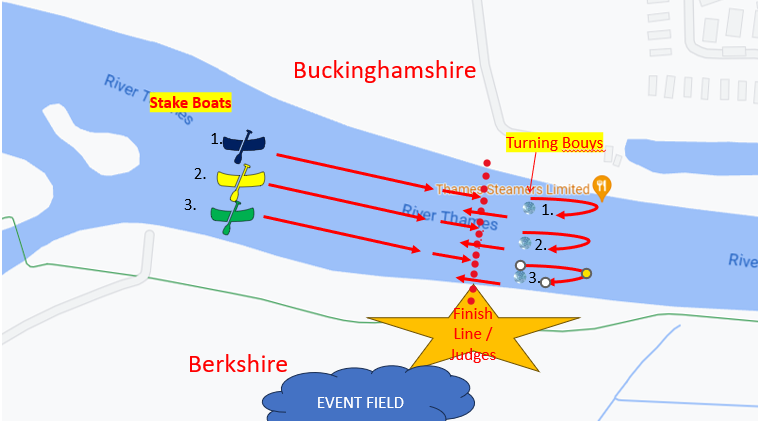 Buckinghamshire
River Thames
Stake Boats
1.
Turning Bouys
2.
Thames Steamers Limited
3.
1.
River Thames
2.
River
3.
Finish
Line /
Judges
Berkshire
EVENT FIELD